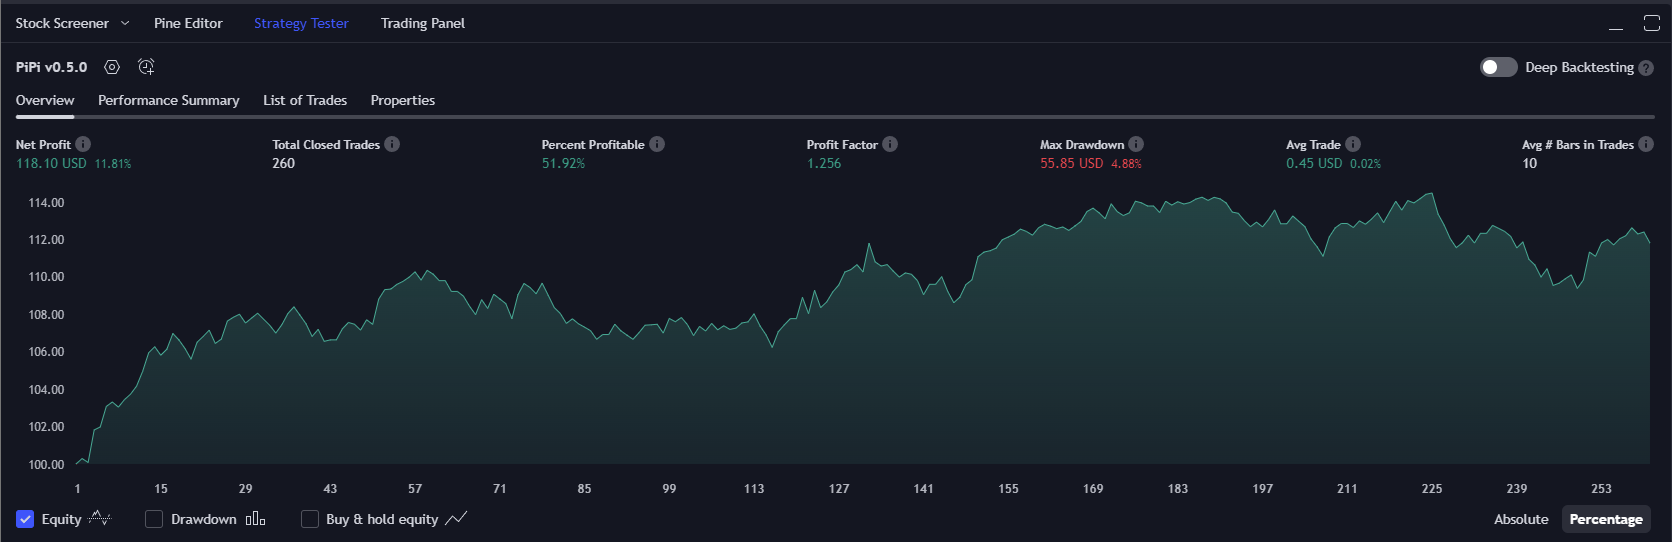 Stock Screener Pine Editor Strategy Tester Trading Panel
PiPi v0.5.0 Deep Backtesting ?
Overview Performance Summary List of Trades Properties
Net Profit Total Closed Trades Percent Profitable Profit Factor Max Drawdown Avg Trade Avg # Bars in Trades
118.10 USD 11.81% 260 51.92% 1.256 55.85 USD 4.88% 0.45 USD 0.02% 10
114.00
112.00
110.00
108.00
106.00
104.00
102.00
100.00
1 15 29 43 57 71 85 99 113 127 141 155 169 183 197 211 225 239 253
Equity Drawdown Buy & hold equity Absolute Percentage